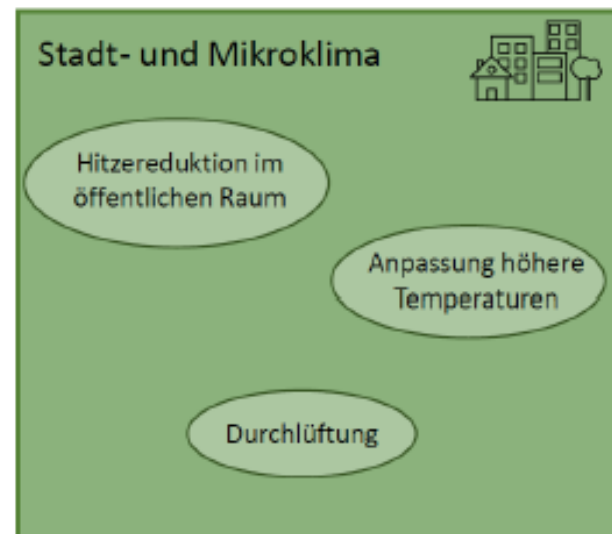 Stadt- und Mikroklima
Hitzereduktion im
öffentlichen Raum
Anpassung höhere
Temperaturen
Durchlüftung